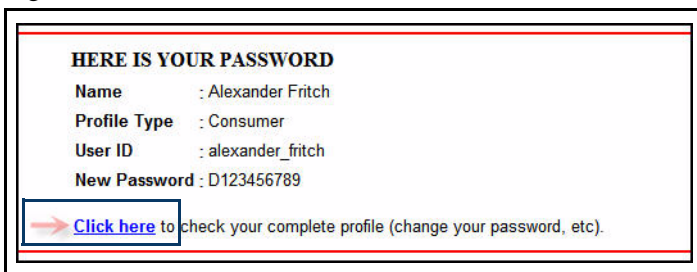 HERE IS YOUR PASSWORD
Name : Alexander Fritch
Profile Type : Consumer
User ID : alexander_fritch
New Password : D123456789
Click here to check your complete profile (change your password, etc).